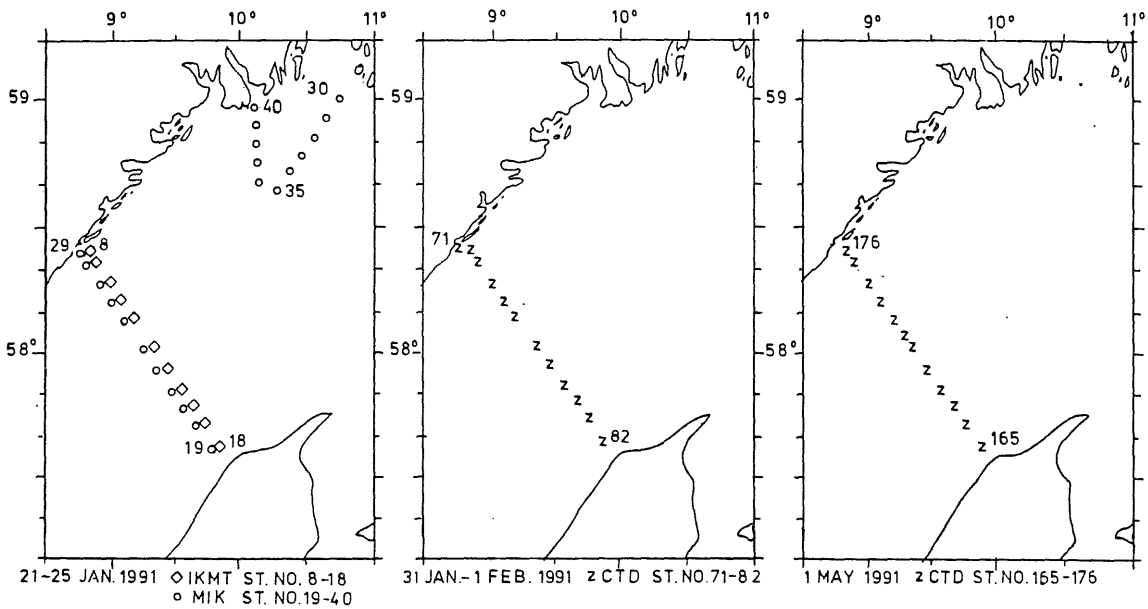 9° 10° 11° 9° 10° 11° 9° 10° 11°
59 59 59
30
40
35
29 8 71 176
58° 58° 58°
19 18 82 165
z z z z z z z z z z z z
z z z z z z z z z z z z
21-25 JAN. 1991 ◇ IKMT ST. NO. 8-18
○ MIK ST. NO. 19-40
31 JAN.- 1 FEB. 1991 z CTD ST. NO. 71-82
1 MAY 1991 z CTD ST. NO. 165-176